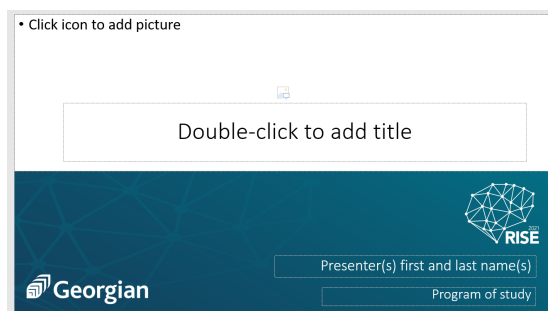 • Click icon to add picture
Double-click to add title
2021
RISE
Presenter(s) first and last name(s)
Georgian
Program of study